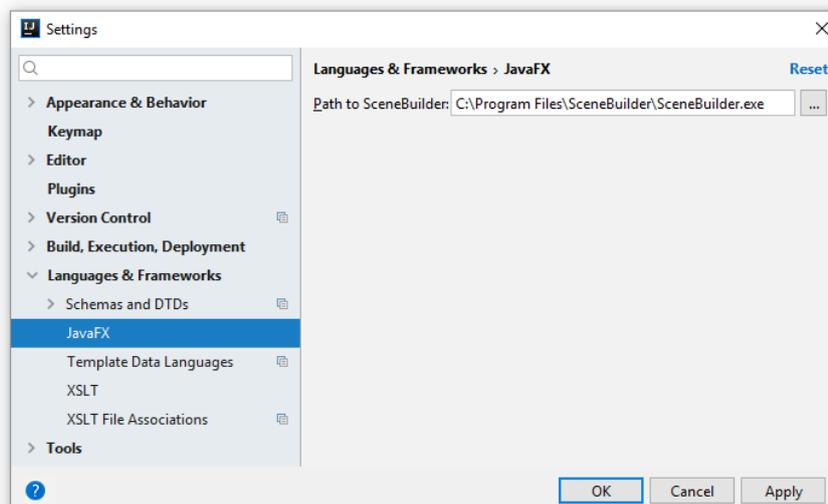 Settings
Languages & Frameworks › JavaFX
Reset
Path to SceneBuilder: C:\Program Files\SceneBuilder\SceneBuilder.exe ...
Appearance & Behavior
Keymap
Editor
Plugins
Version Control
Build, Execution, Deployment
Languages & Frameworks
Schemas and DTDs
JavaFX
Template Data Languages
XSLT
XSLT File Associations
Tools
? OK Cancel Apply